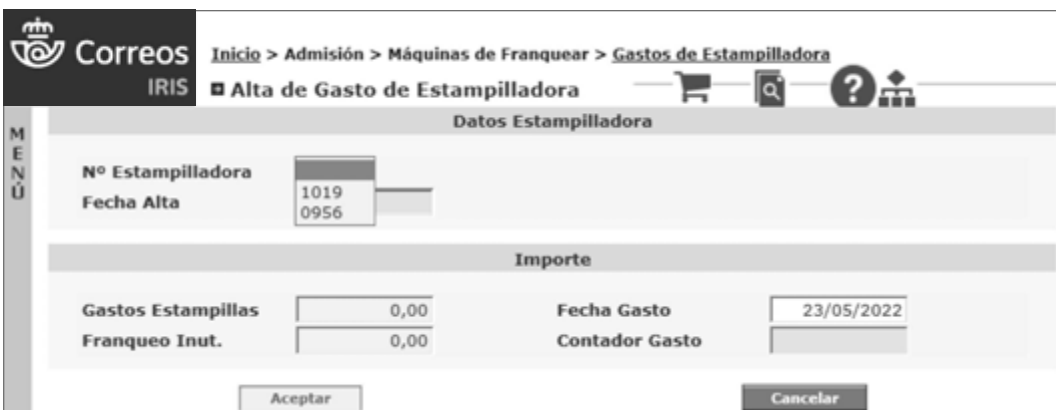 Correos
IRIS
Inicio > Admisión > Máquinas de Franquear > Gastos de Estampilladora
Alta de Gasto de Estampilladora
?
MENÚ
Datos Estampilladora
Nº Estampilladora
1019
0956
Fecha Alta
Importe
Gastos Estampillas 0,00 Fecha Gasto 23/05/2022
Franqueo Inut. 0,00 Contador Gasto
Aceptar Cancelar